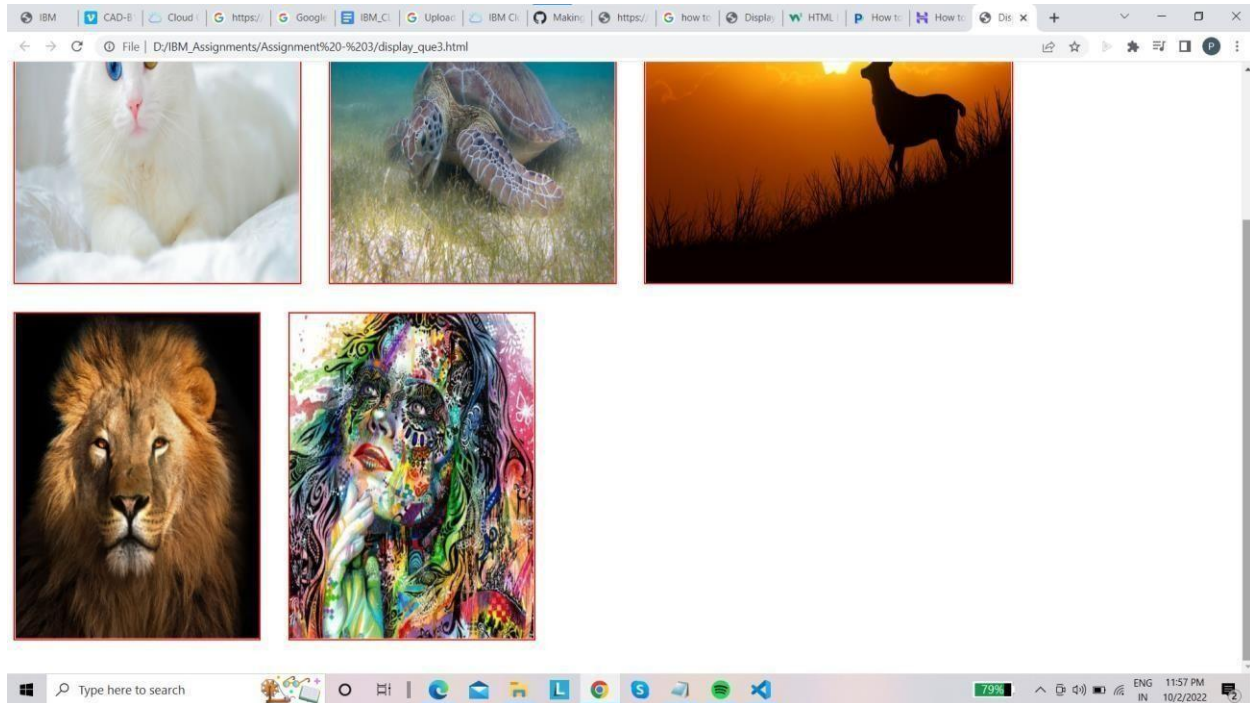 IBM CAD-B Cloud https:// Google IBM_CL Upload IBM Cl Making https:// how to Display HTML How to How to Dis
File D:/IBM_Assignments/Assignment%20-%203/display_que3.html P
Type here to search L S 79% ENG 11:57 PM
IN 10/2/2022 2